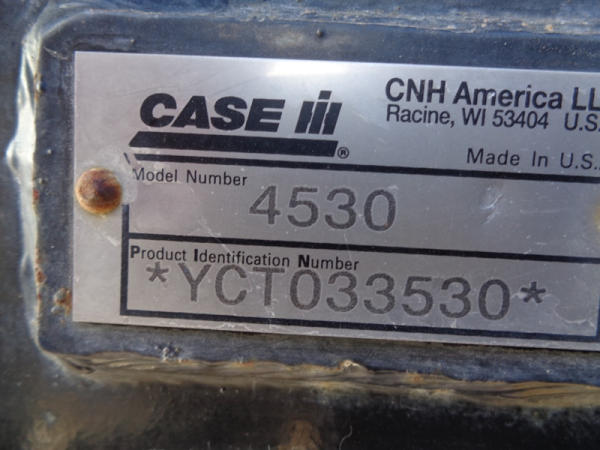 CASE IH ®
CNH America LL
Racine, WI 53404 U.S.
Made In U.S.
Model Number
4530
Product Identification Number
*YCT033530*